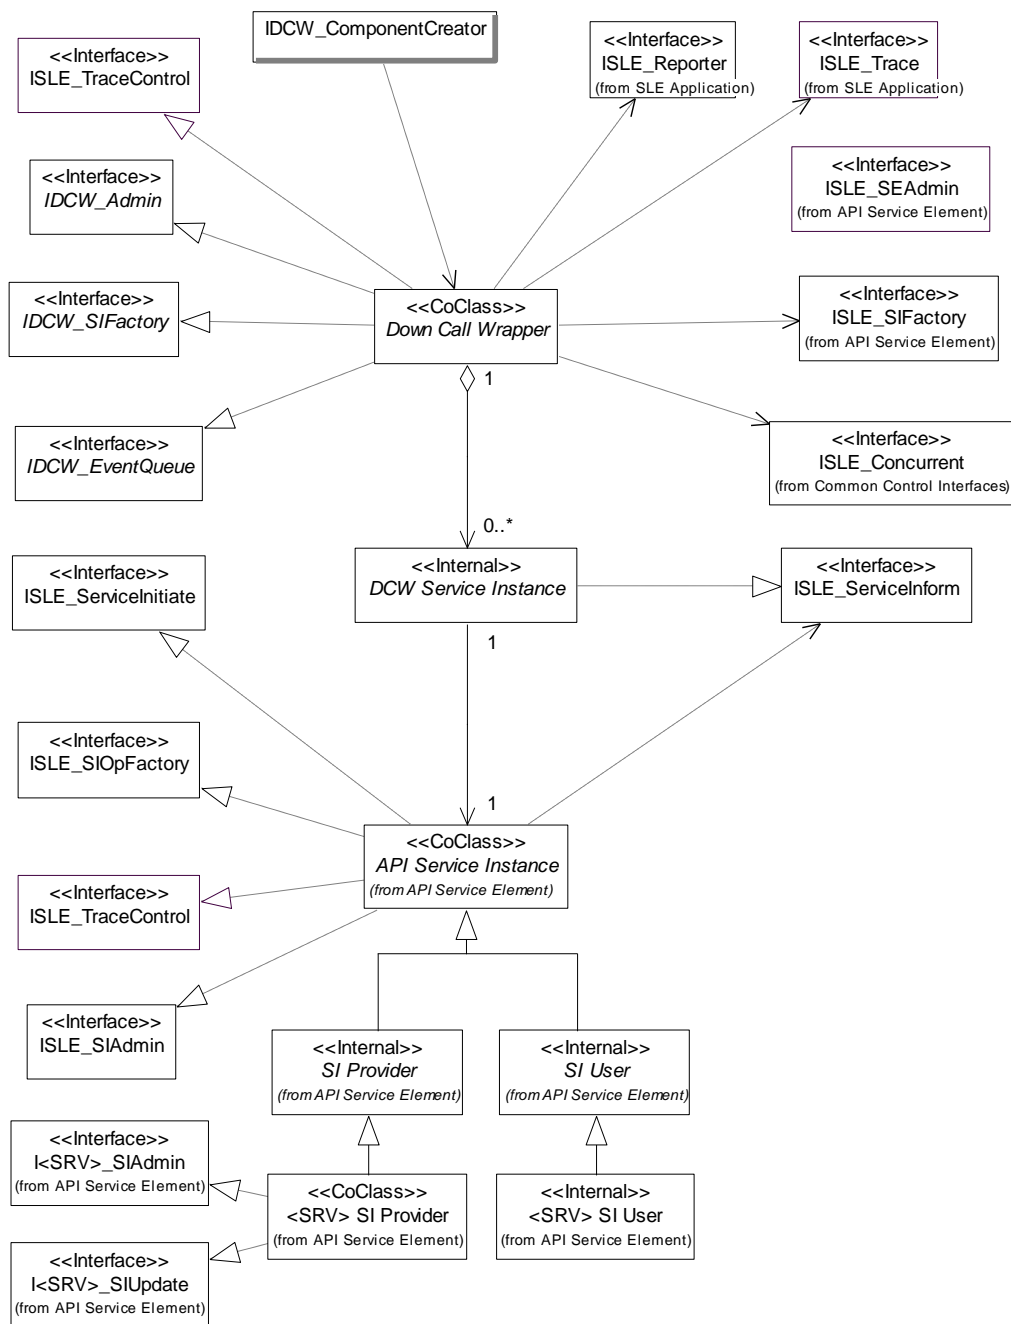 IDCW_ComponentCreator
<<Interface>>
ISLE_TraceControl
<<Interface>>
ISLE_Reporter
(from SLE Application)
<<Interface>>
ISLE_Trace
(from SLE Application)
<<Interface>>
IDCW_Admin
<<Interface>>
ISLE_SEAdmin
(from API Service Element)
<<Interface>>
IDCW_SIFactory
<<CoClass>>
Down Call Wrapper
<<Interface>>
ISLE_SIFactory
(from API Service Element)
1
<<Interface>>
IDCW_EventQueue
<<Interface>>
ISLE_Concurrent
(from Common Control Interfaces)
0..*
<<Interface>>
ISLE_ServiceInitiate
<<Internal>>
DCW Service Instance
<<Interface>>
ISLE_ServiceInform
1
<<Interface>>
ISLE_SIOpFactory
1
<<CoClass>>
API Service Instance
(from API Service Element)
<<Interface>>
ISLE_TraceControl
<<Interface>>
ISLE_SIAdmin
<<Internal>>
SI Provider
(from API Service Element)
<<Internal>>
SI User
(from API Service Element)
<<Interface>>
I<SRV>_SIAdmin
(from API Service Element)
<<CoClass>>
<SRV> SI Provider
(from API Service Element)
<<Internal>>
<SRV> SI User
(from API Service Element)
<<Interface>>
I<SRV>_SIUpdate
(from API Service Element)